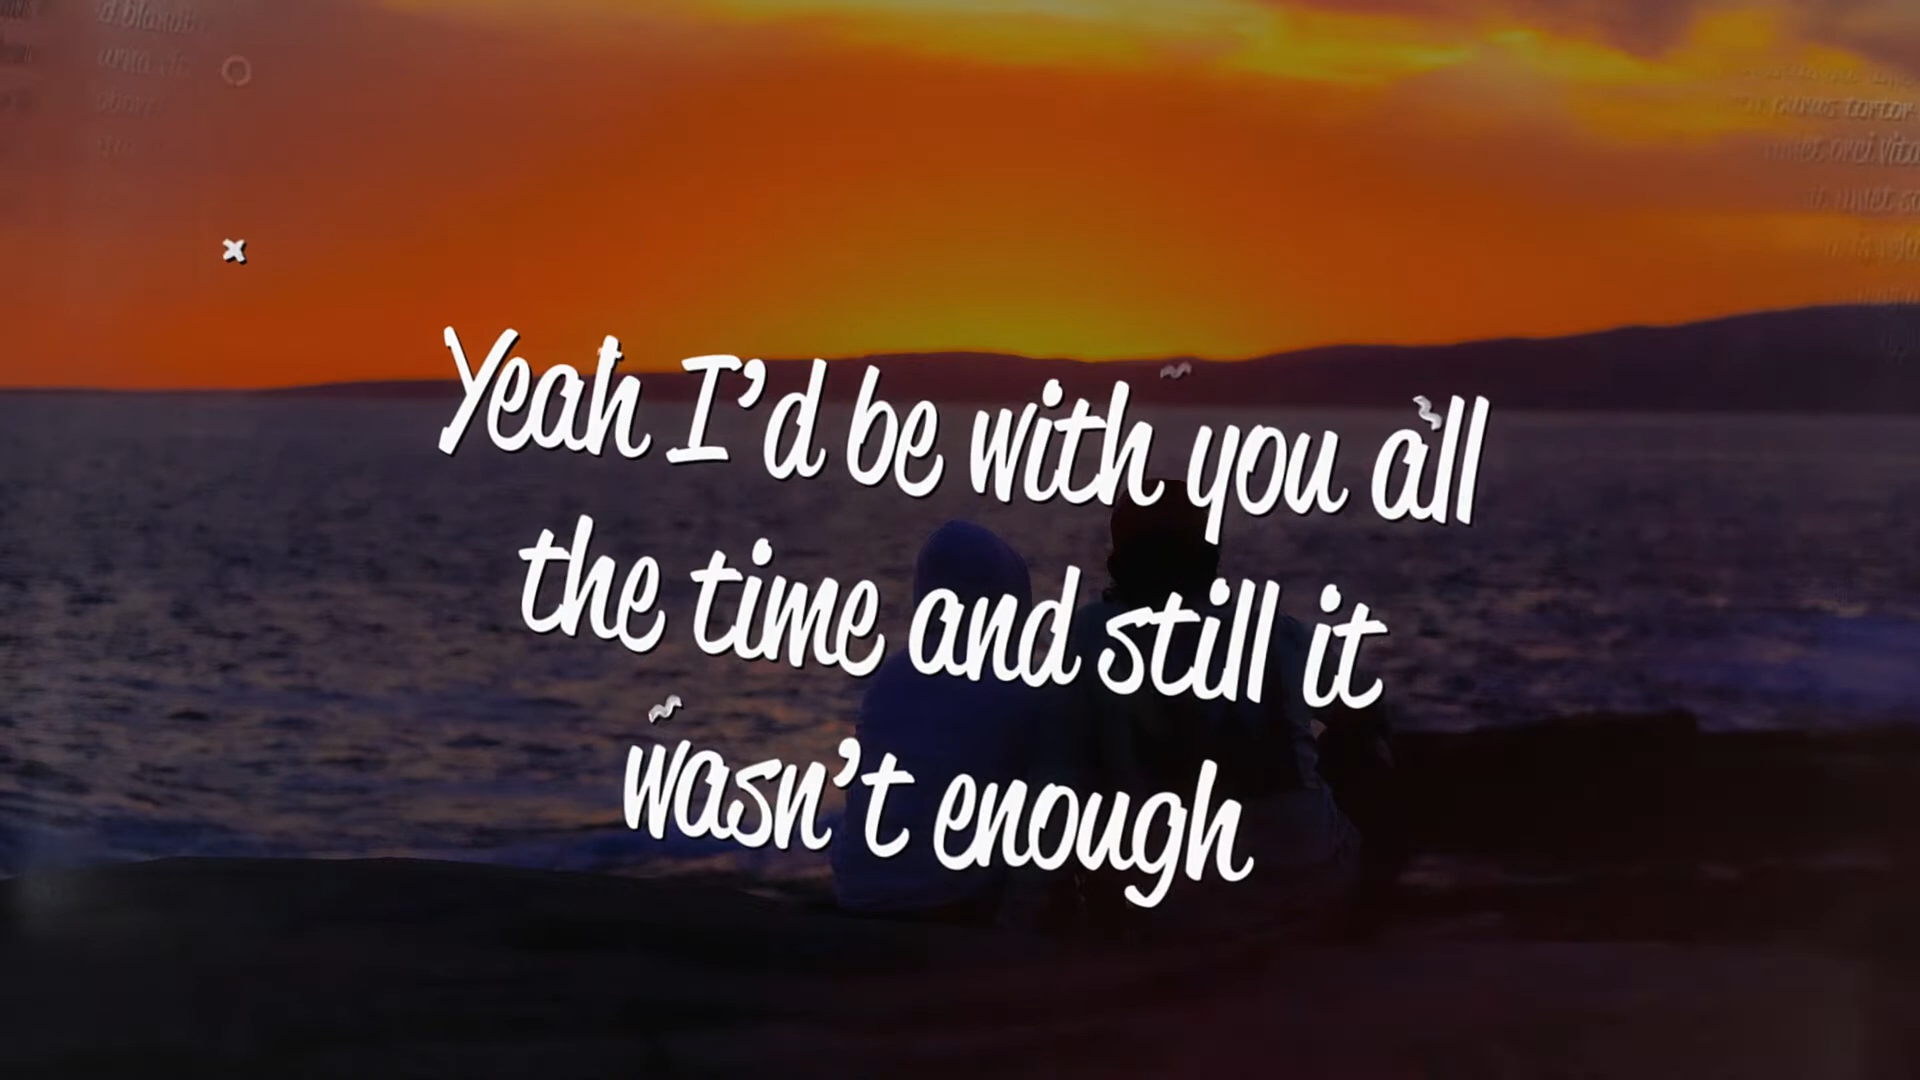 Yeah I'd be with you all
the time and still it
wasn't enough